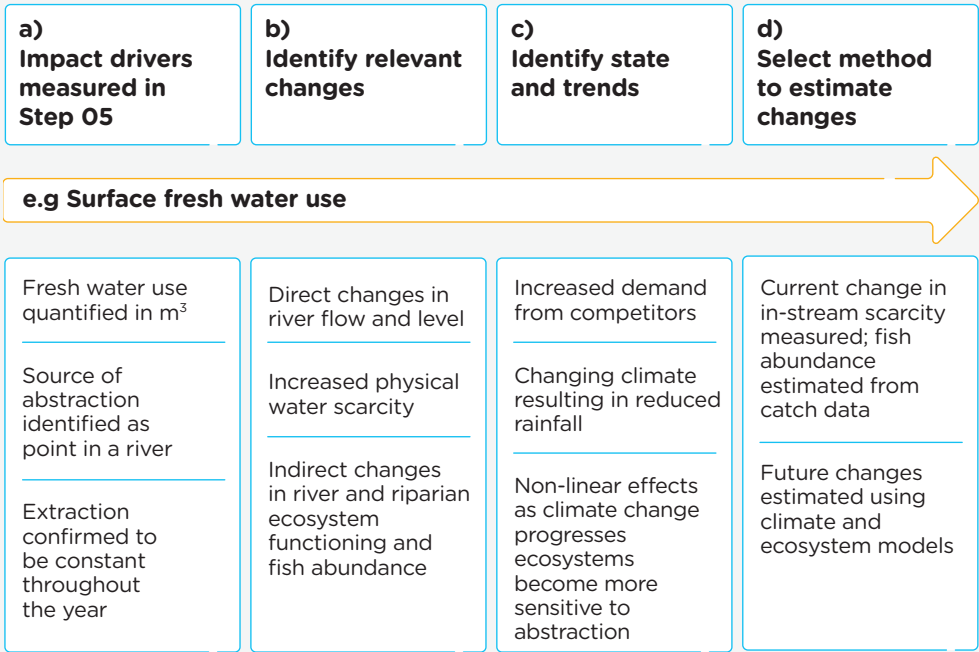 a)
Impact drivers
measured in
Step 05
b)
Identify relevant
changes
c)
Identify state
and trends
d)
Select method
to estimate
changes
e.g Surface fresh water use
Fresh water use
quantified in m³
Source of
abstraction
identified as
point in a river
Extraction
confirmed to
be constant
throughout
the year
Direct changes in
river flow and level
Increased physical
water scarcity
Indirect changes
in river and riparian
ecosystem
functioning and
fish abundance
Increased demand
from competitors
Changing climate
resulting in reduced
rainfall
Non-linear effects
as climate change
progresses
ecosystems
become more
sensitive to
abstraction
Current change in
in-stream scarcity
measured; fish
abundance
estimated from
catch data
Future changes
estimated using
climate and
ecosystem models